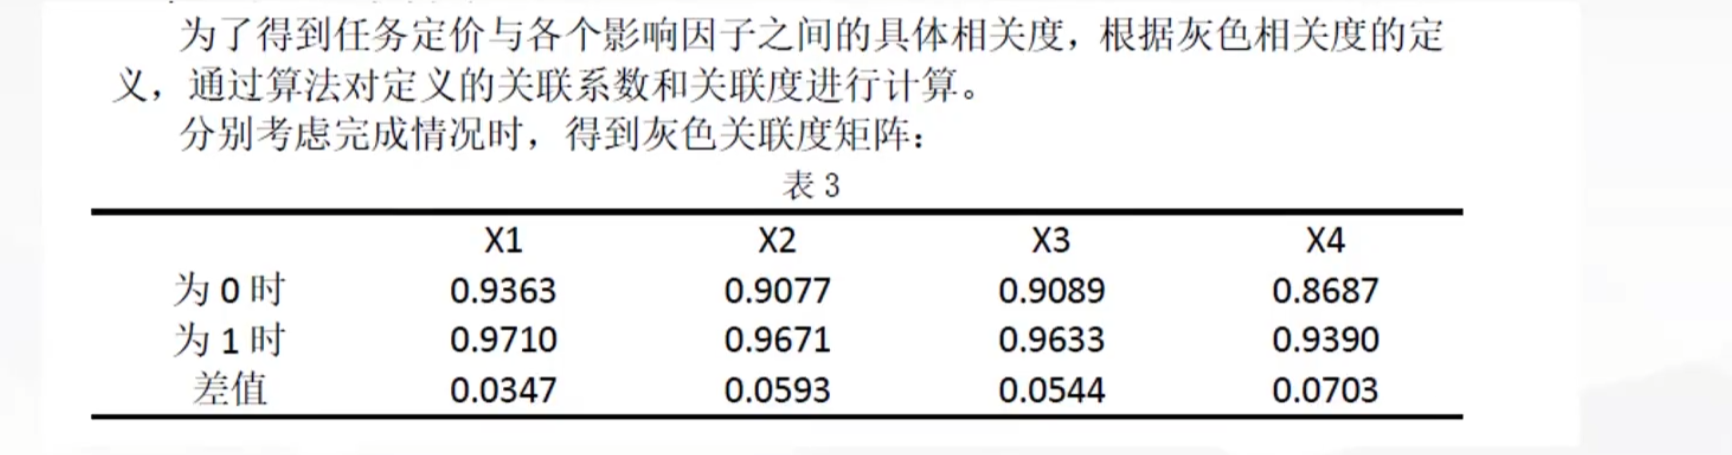 为了得到任务定价与各个影响因子之间的具体相关度，根据灰色相关度的定
义，通过算法对定义的关联系数和关联度进行计算。
分别考虑完成情况时，得到灰色关联度矩阵：
表 3
X1 X2 X3 X4
为 0 时 0.9363 0.9077 0.9089 0.8687
为 1 时 0.9710 0.9671 0.9633 0.9390
差值 0.0347 0.0593 0.0544 0.0703